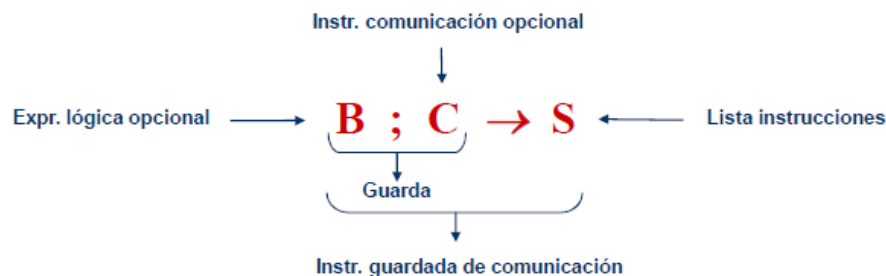 Instr. comunicación opcional
Expr. lógica opcional B ; C → S Lista instrucciones
Guarda
Instr. guardada de comunicación